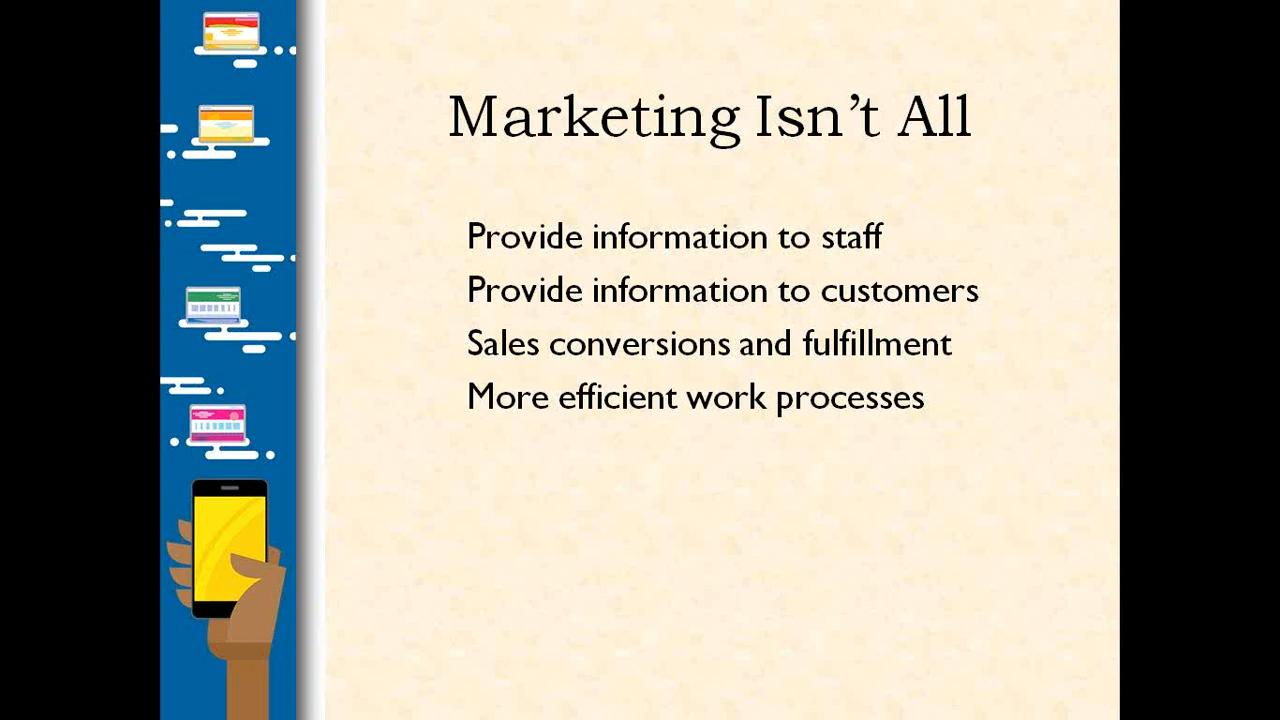 Marketing Isn’t All
Provide information to staff
Provide information to customers
Sales conversions and fulfillment
More efficient work processes